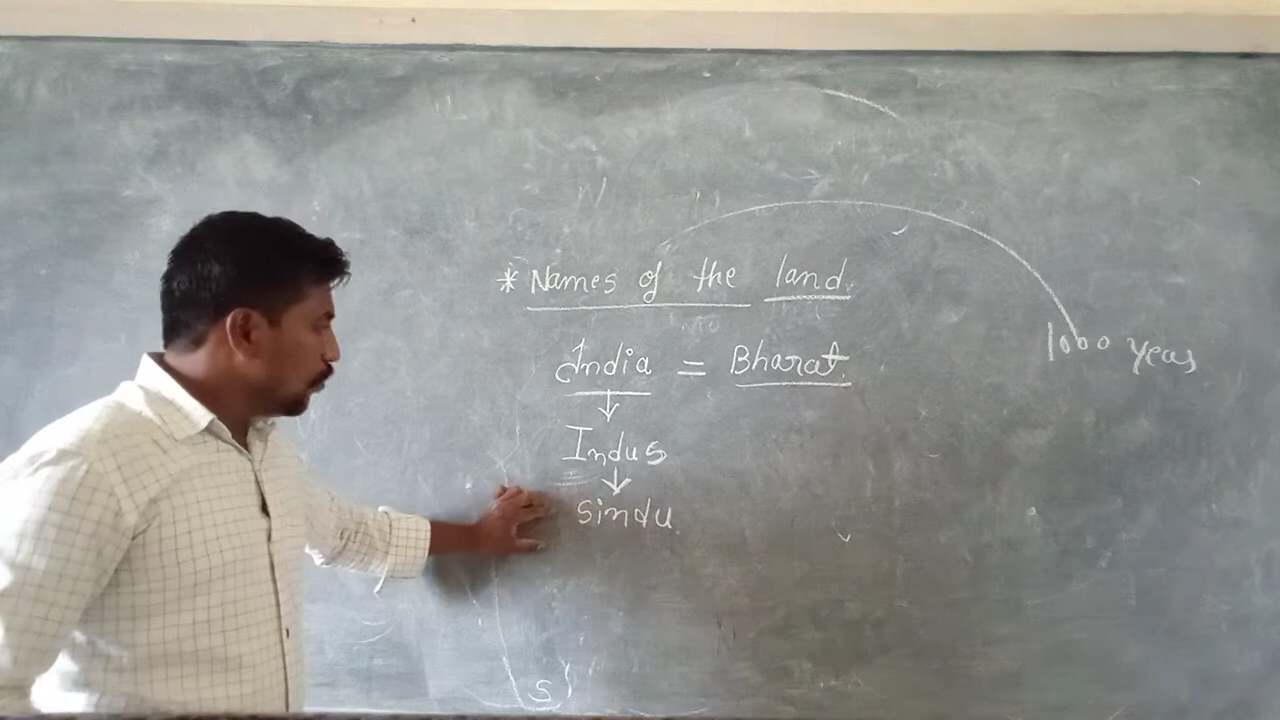 N
* Names of the land.
India = Bharat.
1000 years
↓
Indus
↓
Sindu
S